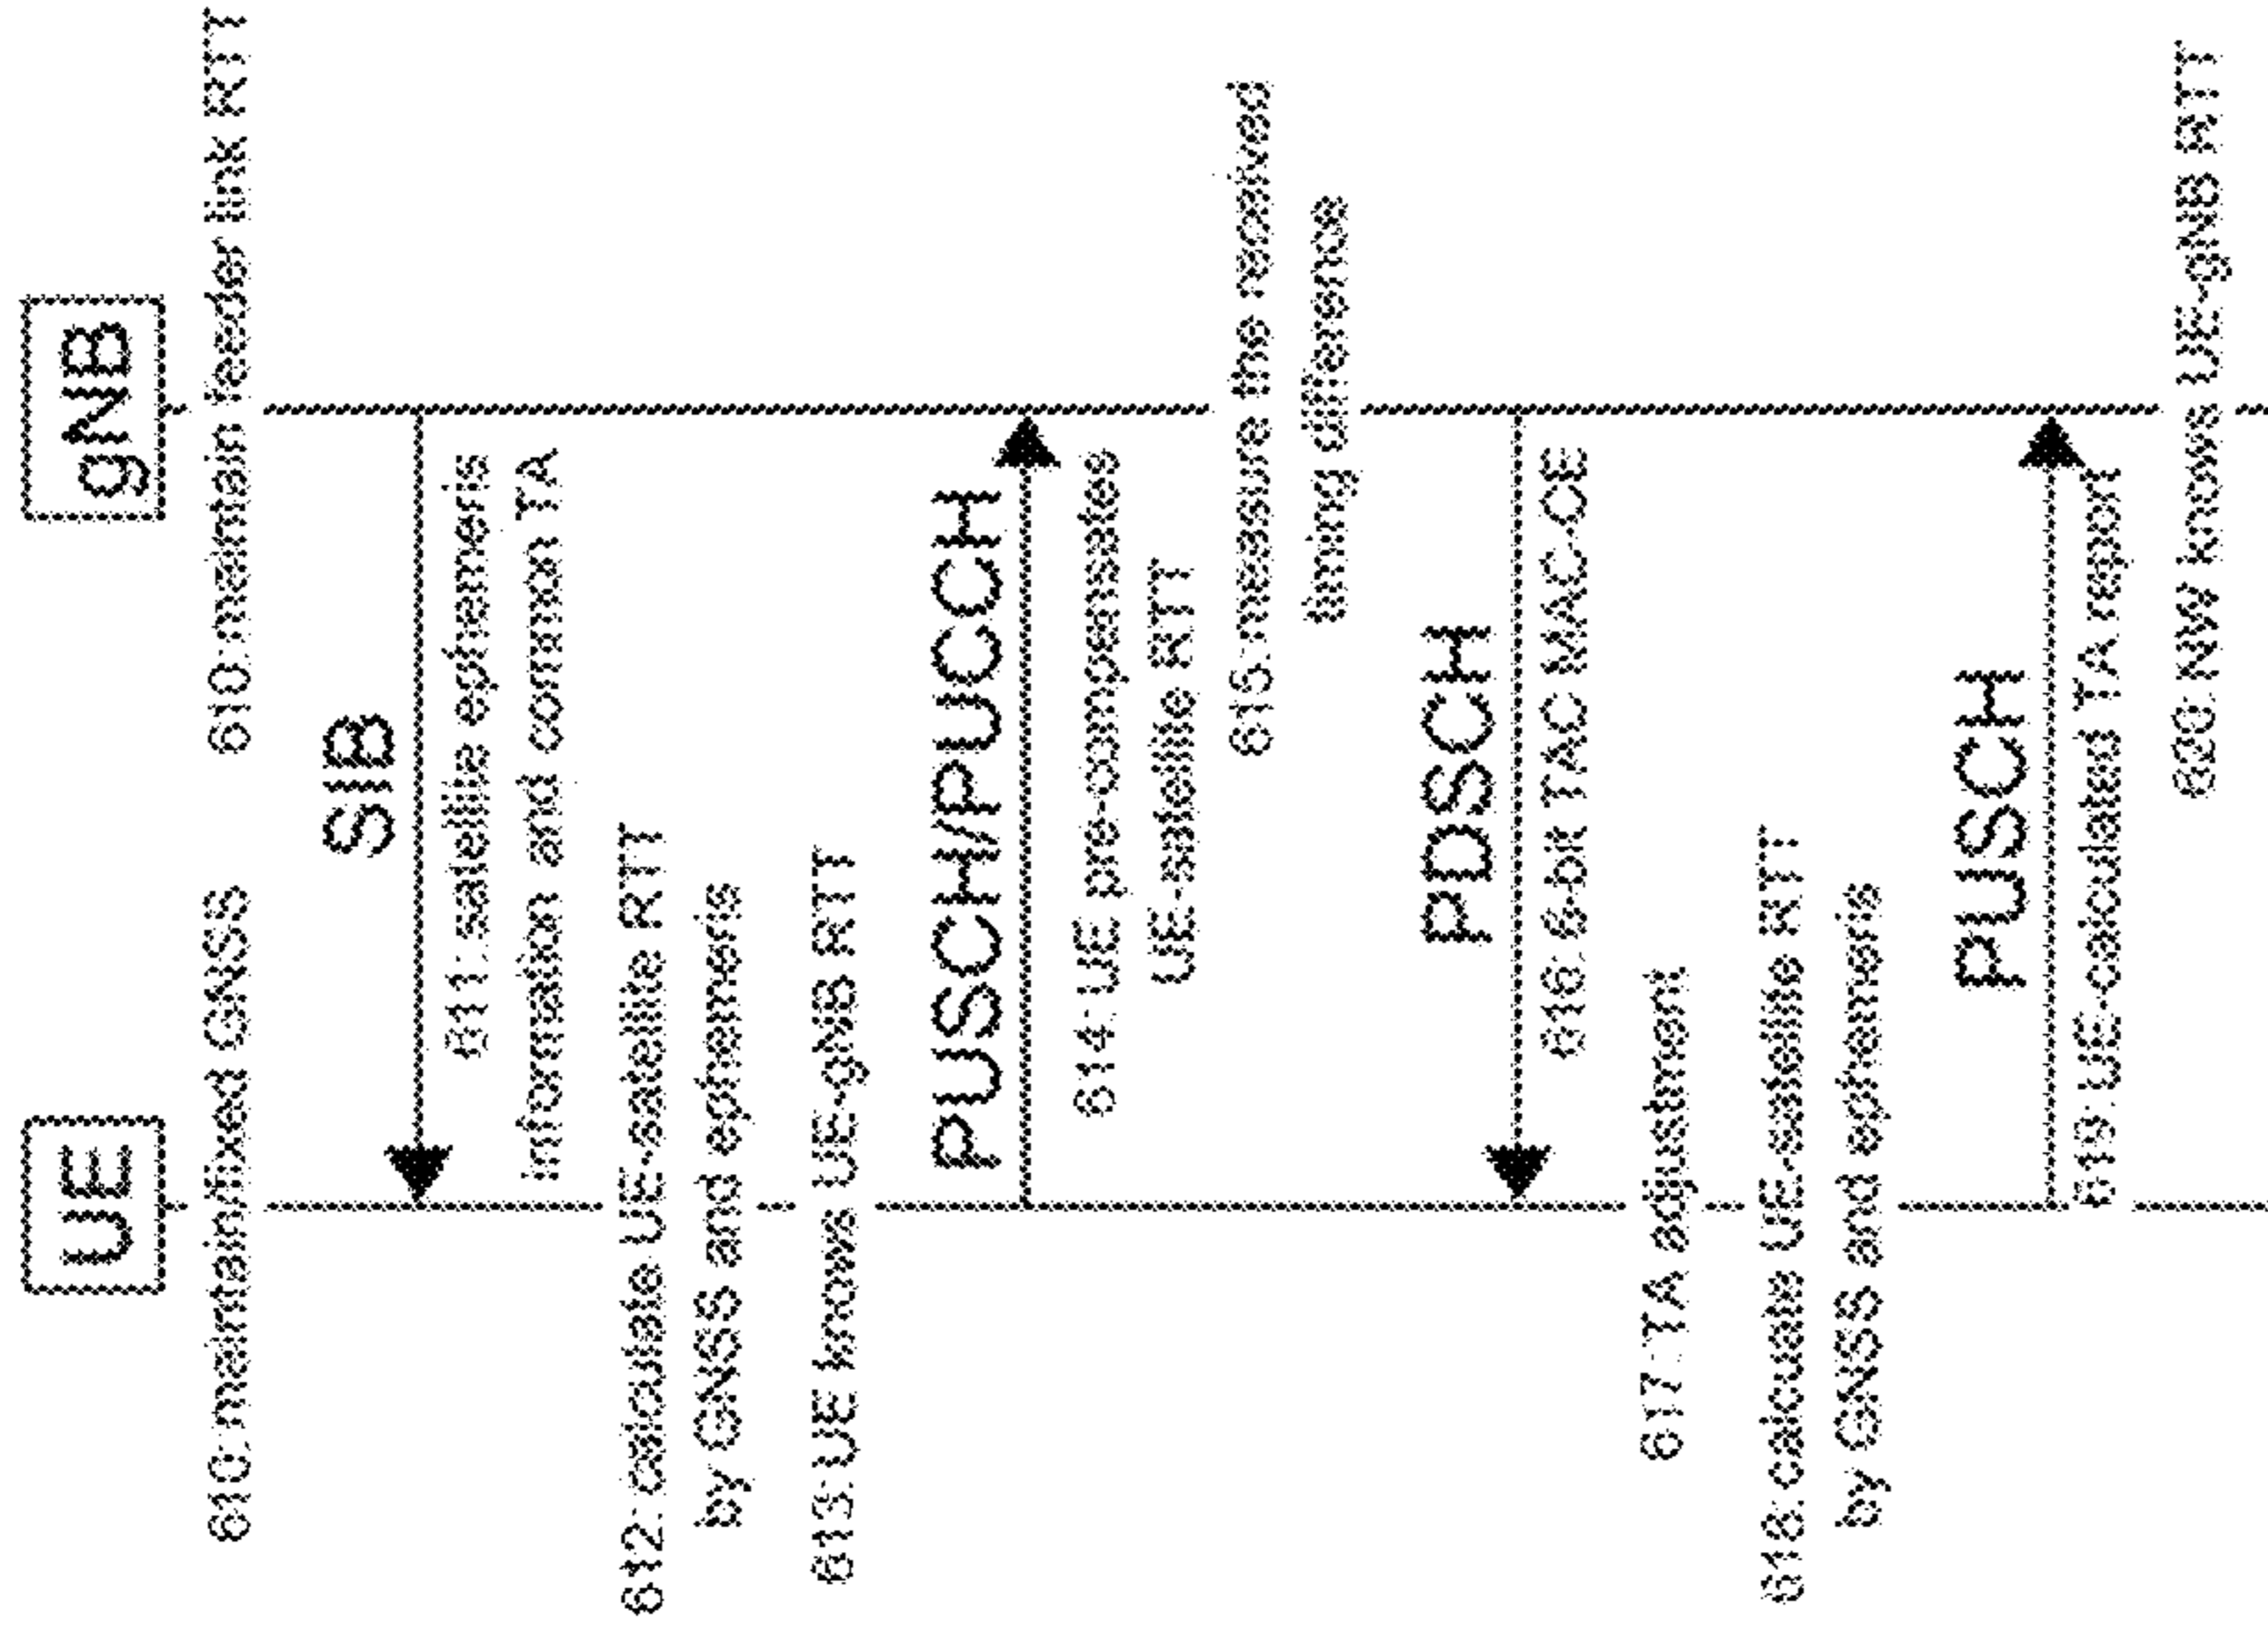 UE
gNB
610: maintain/fixed GNSS
610: maintain feeder link RTT
SIB
611: satellite ephemeris
information and common TA
612: calculate UE-satellite RTT
by GNSS and ephemeris
613: UE knows UE-gNB RTT
PUSCH/PUCCH
614: UE pre-compensates
UE-satellite RTT
615: measure the received
timing difference
PDSCH
616: 6-bit TAC MAC-CE
617: TA adjustment
618: calculate UE-satellite RTT
by GNSS and ephemeris
PUSCH
619: UE-calculated TA report
620: NW knows UE-gNB RTT